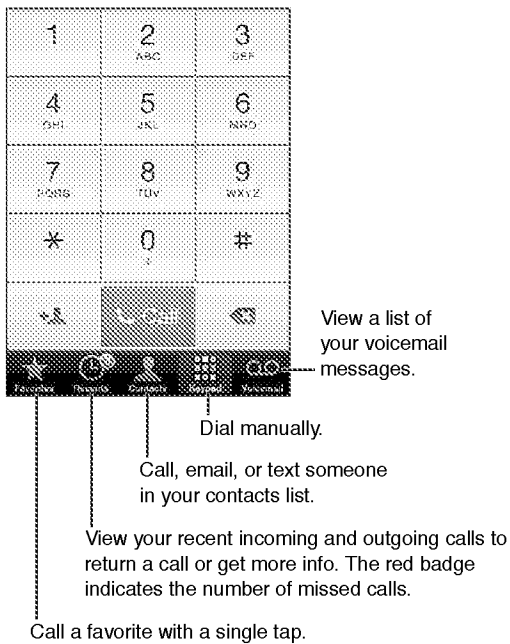 1 2 3
ABC DEF
4 5 6
GHI JKL MNO
7 8 9
PQRS TUV WXYZ
* 0 #
+
Call
Favorites Recents Contacts Keypad Voicemail
View a list of
your voicemail
messages.
Dial manually.
Call, email, or text someone
in your contacts list.
View your recent incoming and outgoing calls to
return a call or get more info. The red badge
indicates the number of missed calls.
Call a favorite with a single tap.